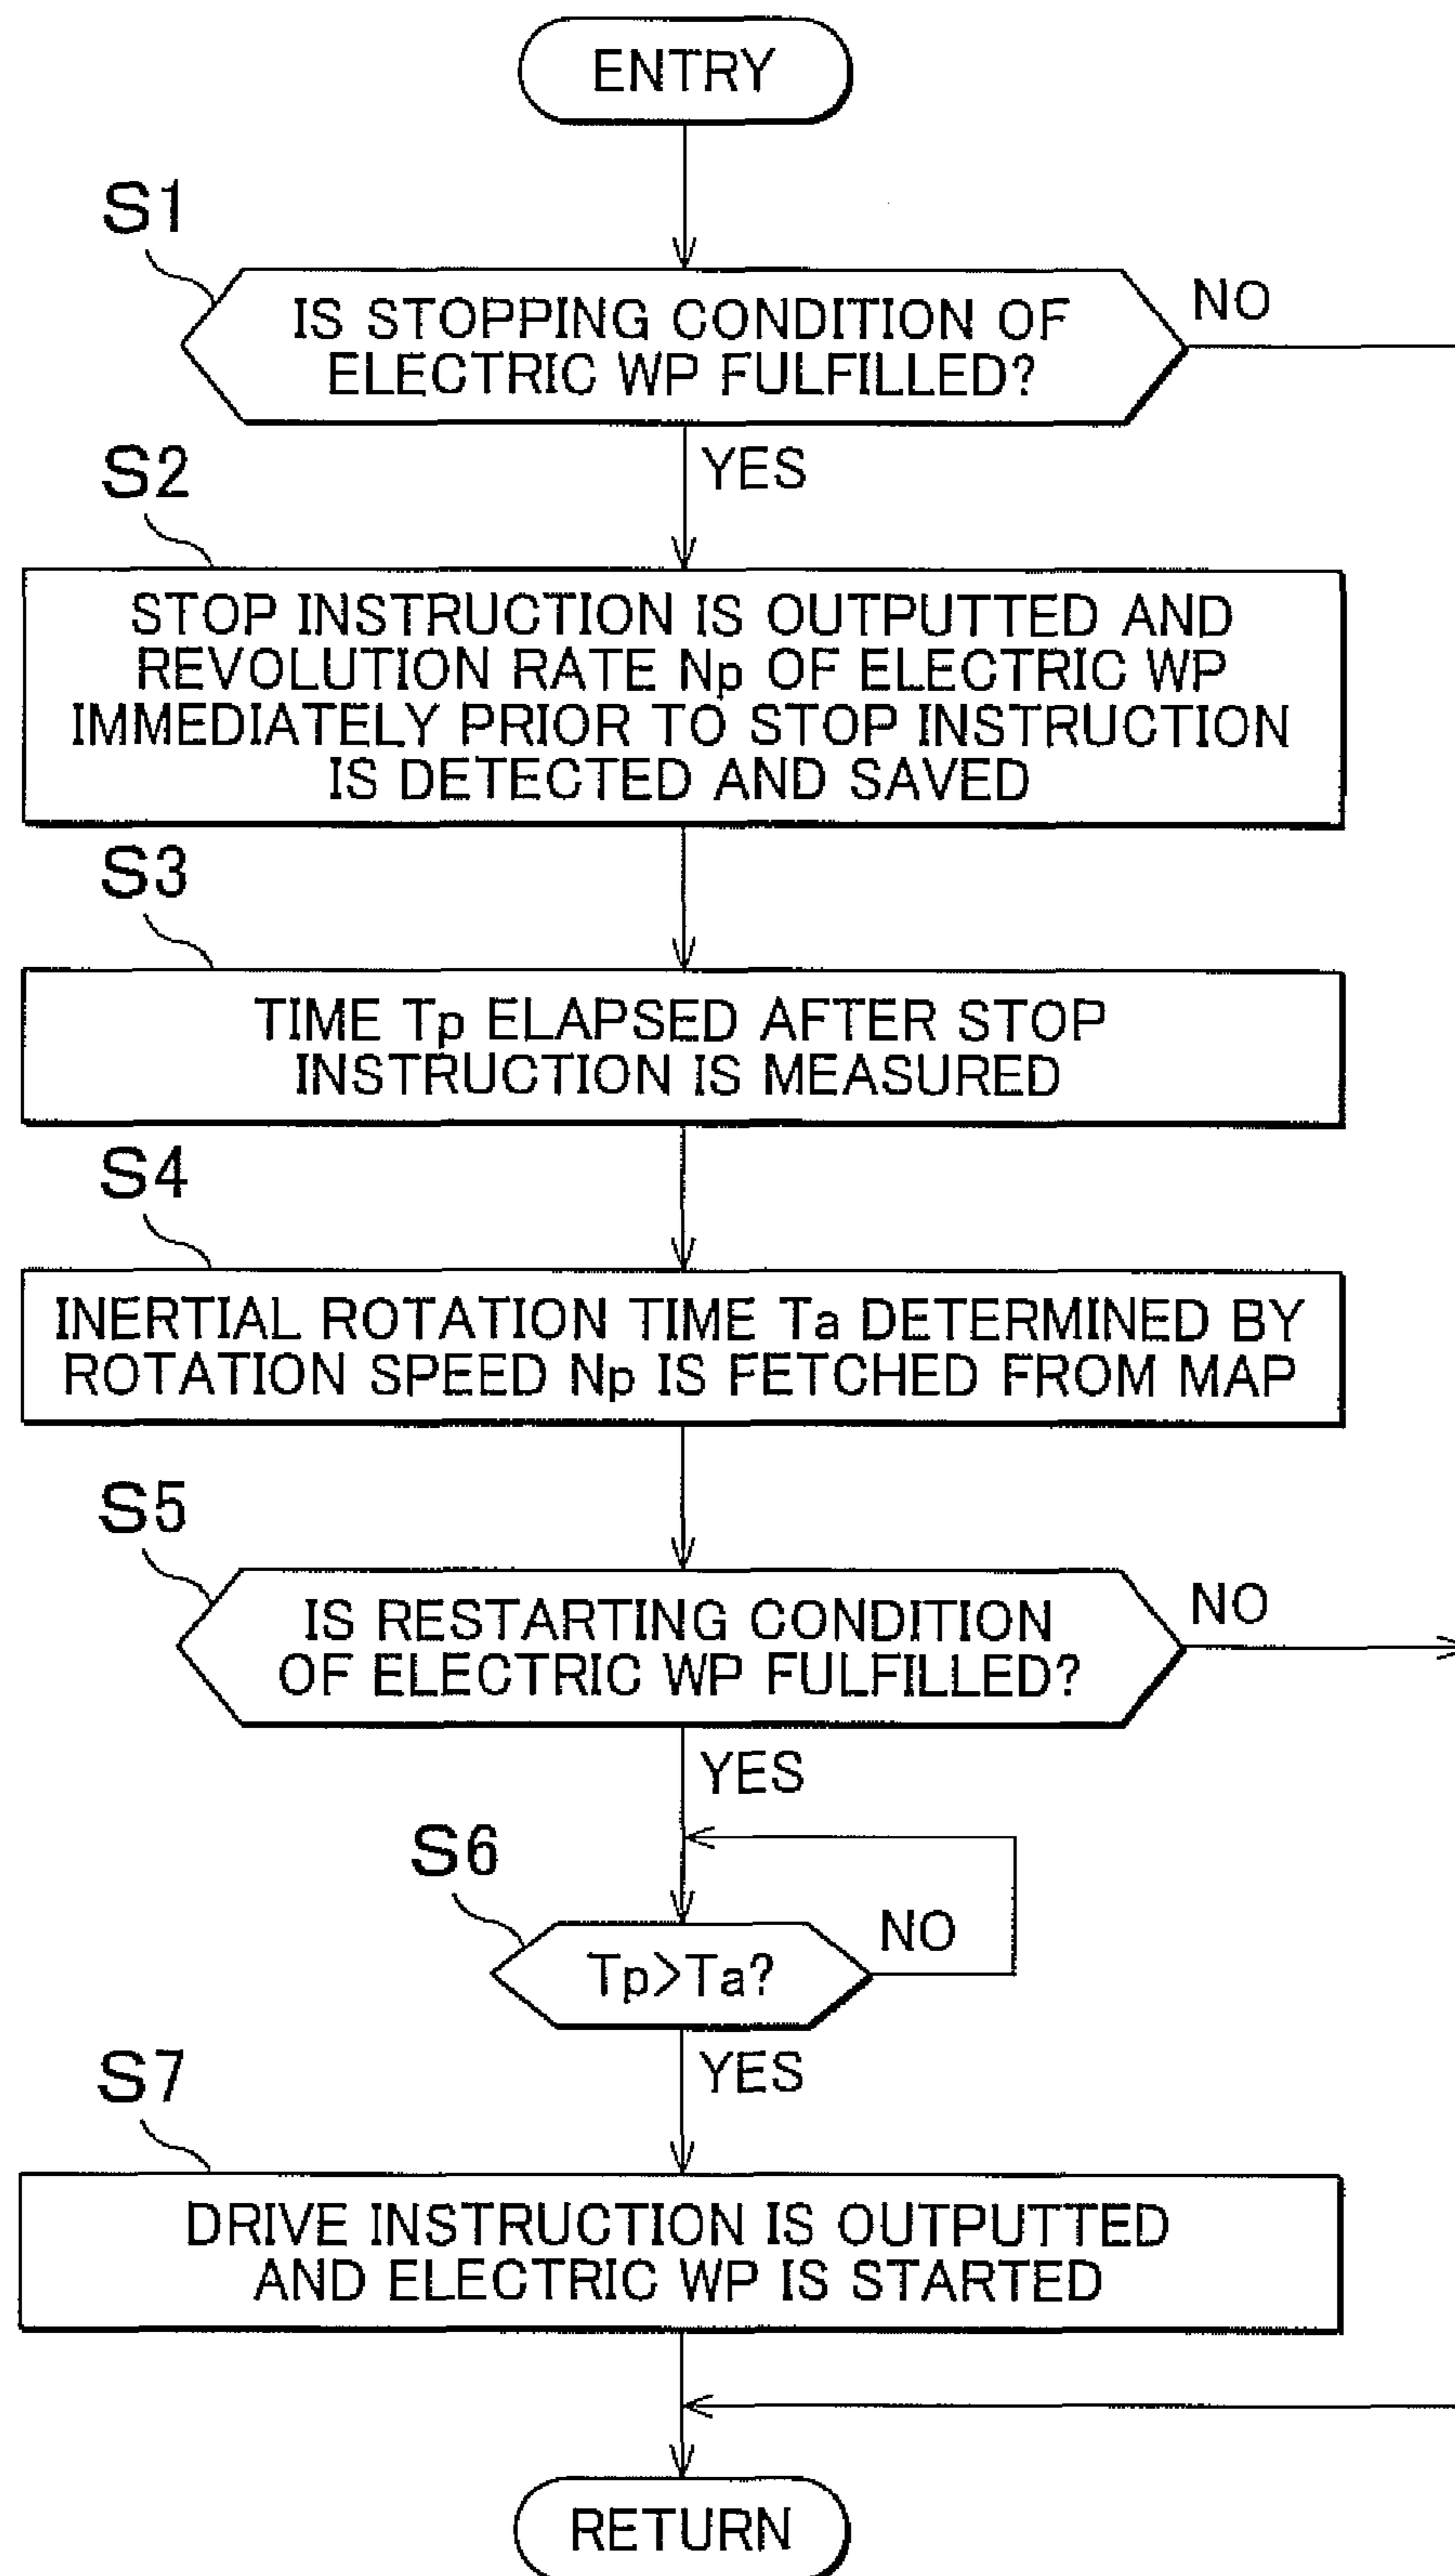 ENTRY
S1
IS STOPPING CONDITION OF
ELECTRIC WP FULFILLED?
NO
YES
S2
STOP INSTRUCTION IS OUTPUTTED AND
REVOLUTION RATE Np OF ELECTRIC WP
IMMEDIATELY PRIOR TO STOP INSTRUCTION
IS DETECTED AND SAVED
S3
TIME Tp ELAPSED AFTER STOP
INSTRUCTION IS MEASURED
S4
INERTIAL ROTATION TIME Ta DETERMINED BY
ROTATION SPEED Np IS FETCHED FROM MAP
S5
IS RESTARTING CONDITION
OF ELECTRIC WP FULFILLED?
NO
YES
S6
Tp>Ta?
NO
YES
S7
DRIVE INSTRUCTION IS OUTPUTTED
AND ELECTRIC WP IS STARTED
RETURN